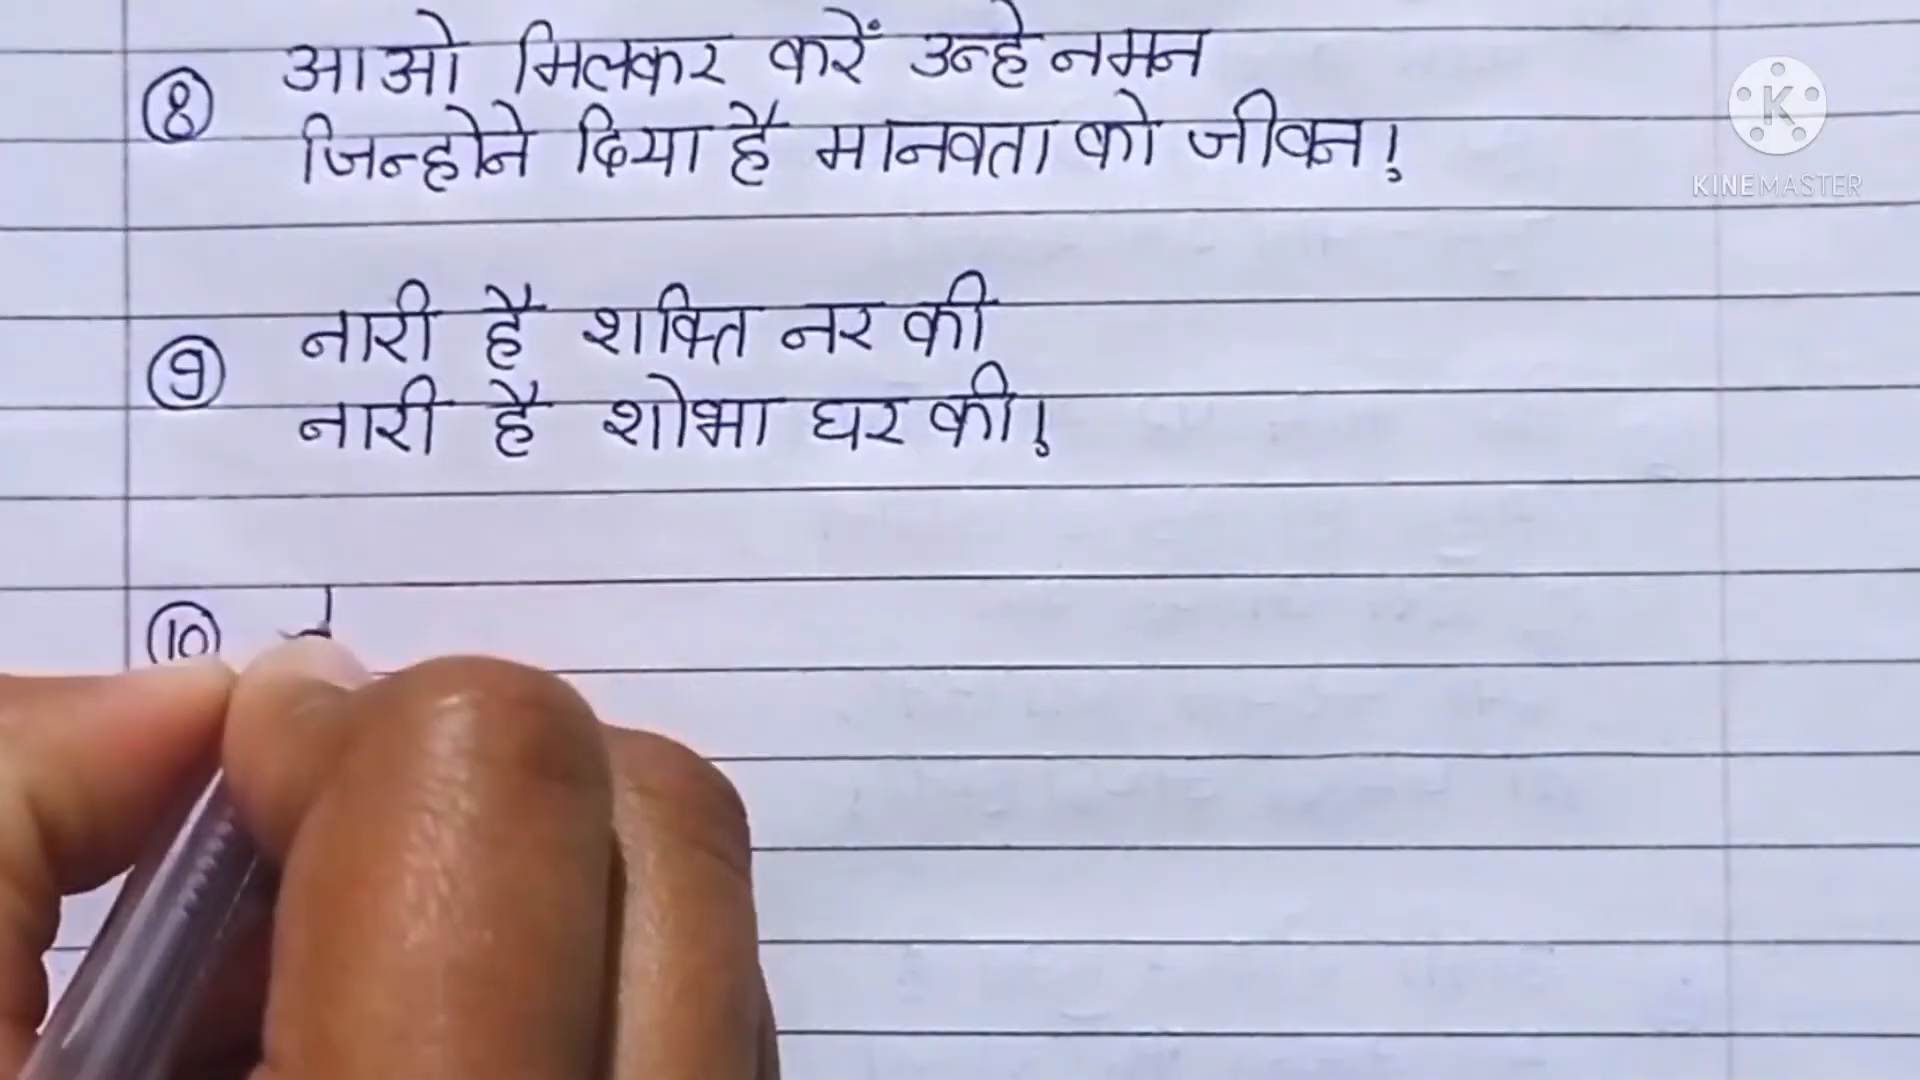 ⑧ आओ मिलकर करें उन्हे नमन
जिन्होने दिया है मानवता को जीवन!
⑨ नारी है शक्ति नर की
नारी है शोभा घर की!
⑩
K
KINEMASTER